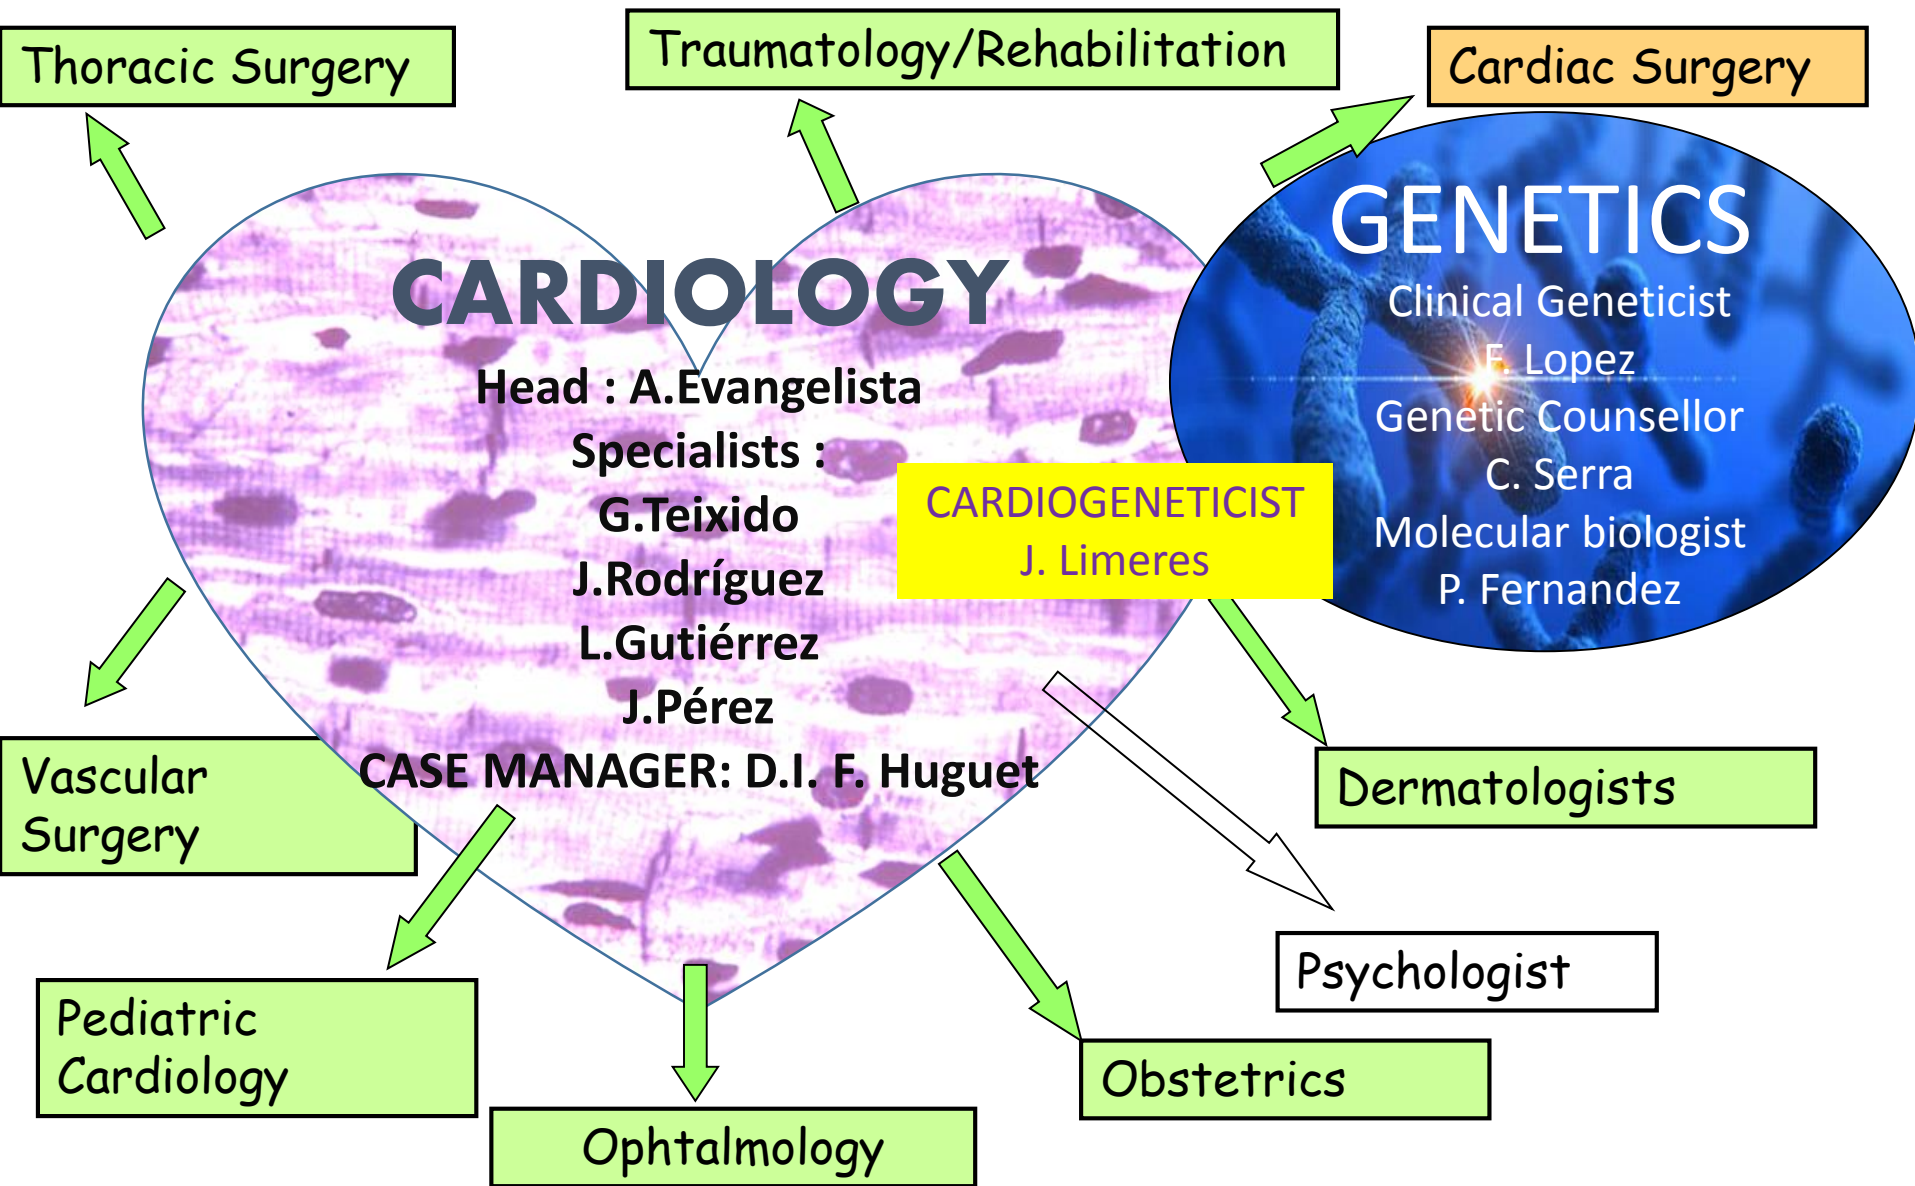 Thoracic Surgery
Traumatology/Rehabilitation
Cardiac Surgery
GENETICS
Clinical Geneticist
F. Lopez
Genetic Counsellor
C. Serra
Molecular biologist
P. Fernandez
CARDIOLOGY
Head : A.Evangelista
Specialists :
G.Teixido
J.Rodríguez
L.Gutiérrez
J.Pérez
CASE MANAGER: D.I. F. Huguet
CARDIOGENETICIST
J. Limeres
Vascular
Surgery
Dermatologists
Psychologist
Pediatric
Cardiology
Obstetrics
Ophtalmology